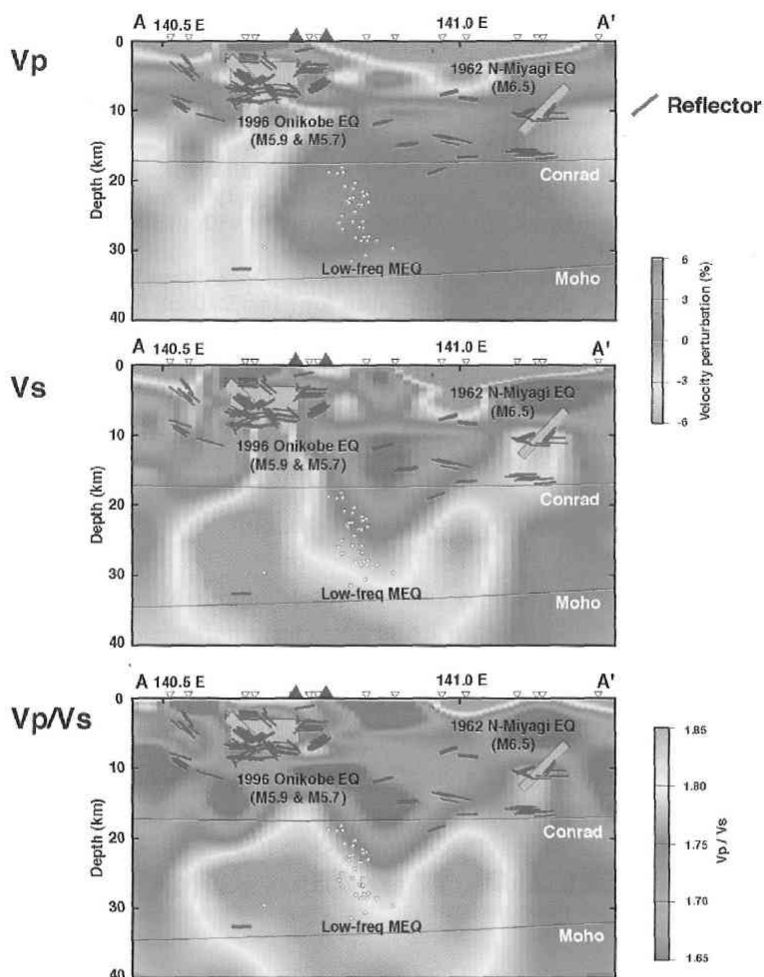 A 140.5 E 141.0 E A'
Vp
0
10
20
30
40
Depth (km)
1962 N-Miyagi EQ
(M6.5)
1996 Onikobe EQ
(M5.9 & M5.7)
Conrad
Low-freq MEQ
Moho
Reflector
6
3
0
-3
-6
Velocity perturbation (%)
A 140.5 E 141.0 E A'
Vs
0
10
20
30
40
Depth (km)
1962 N-Miyagi EQ
(M6.5)
1996 Onikobe EQ
(M5.9 & M5.7)
Conrad
Low-freq MEQ
Moho
A 140.5 E 141.0 E A'
Vp/Vs
0
10
20
30
40
Depth (km)
1962 N-Miyagi EQ
(M6.5)
1996 Onikobe EQ
(M5.9 & M5.7)
Conrad
Low-freq MEQ
Moho
1.85
1.80
1.75
1.70
1.65
Vp / Vs